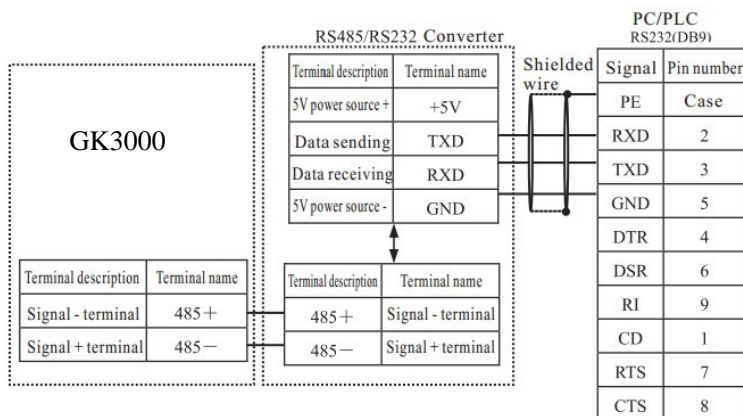 PC/PLC
RS232(DB9)
RS485/RS232 Converter
Shielded wire
Signal Pin number
PE Case
RXD 2
TXD 3
GND 5
DTR 4
DSR 6
RI 9
CD 1
RTS 7
CTS 8
Terminal description Terminal name
5V power source + +5V
Data sending TXD
Data receiving RXD
5V power source - GND
GK3000
Terminal description Terminal name
Signal - terminal 485+
Signal + terminal 485-
Terminal description Terminal name
485+ Signal - terminal
485- Signal + terminal